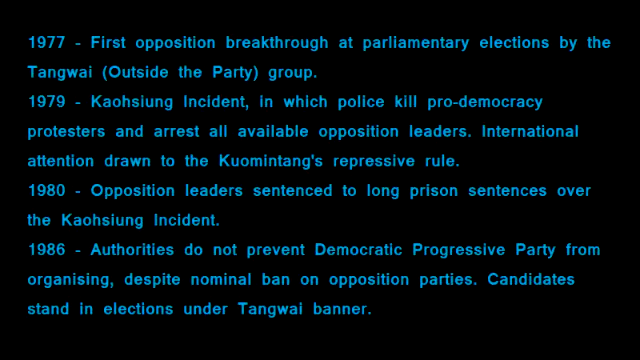 1977 - First opposition breakthrough at parliamentary elections by the
Tangwai (Outside the Party) group.
1979 - Kaohsiung Incident, in which police kill pro-democracy
protesters and arrest all available opposition leaders. International
attention drawn to the Kuomintang's repressive rule.
1980 - Opposition leaders sentenced to long prison sentences over
the Kaohsiung Incident.
1986 - Authorities do not prevent Democratic Progressive Party from
organising, despite nominal ban on opposition parties. Candidates
stand in elections under Tangwai banner.